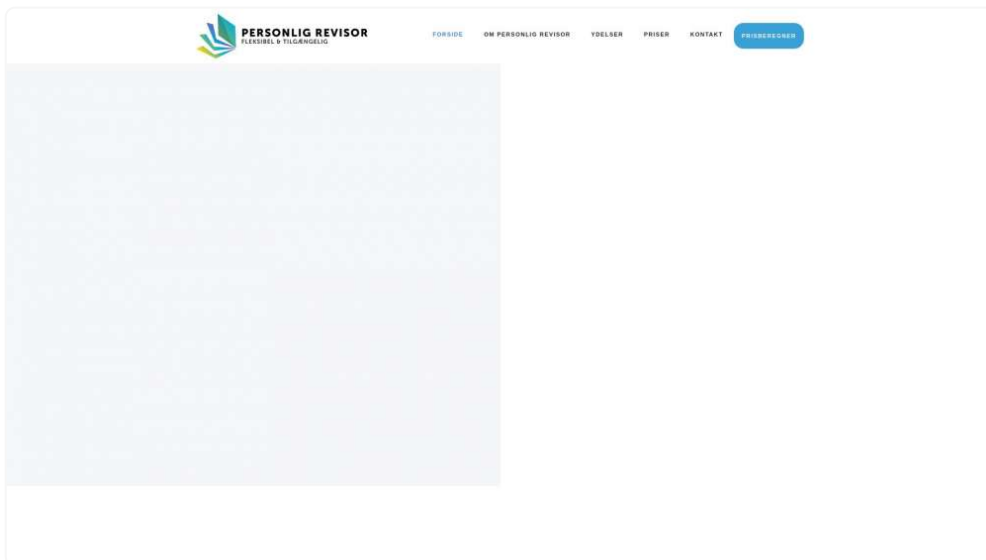 PERSONLIG REVISOR
FLEKSIBEL & TILGÆNGELIG
FORSIDE OM PERSONLIG REVISOR YDELSER PRISER KONTAKT PRISBEREGNER